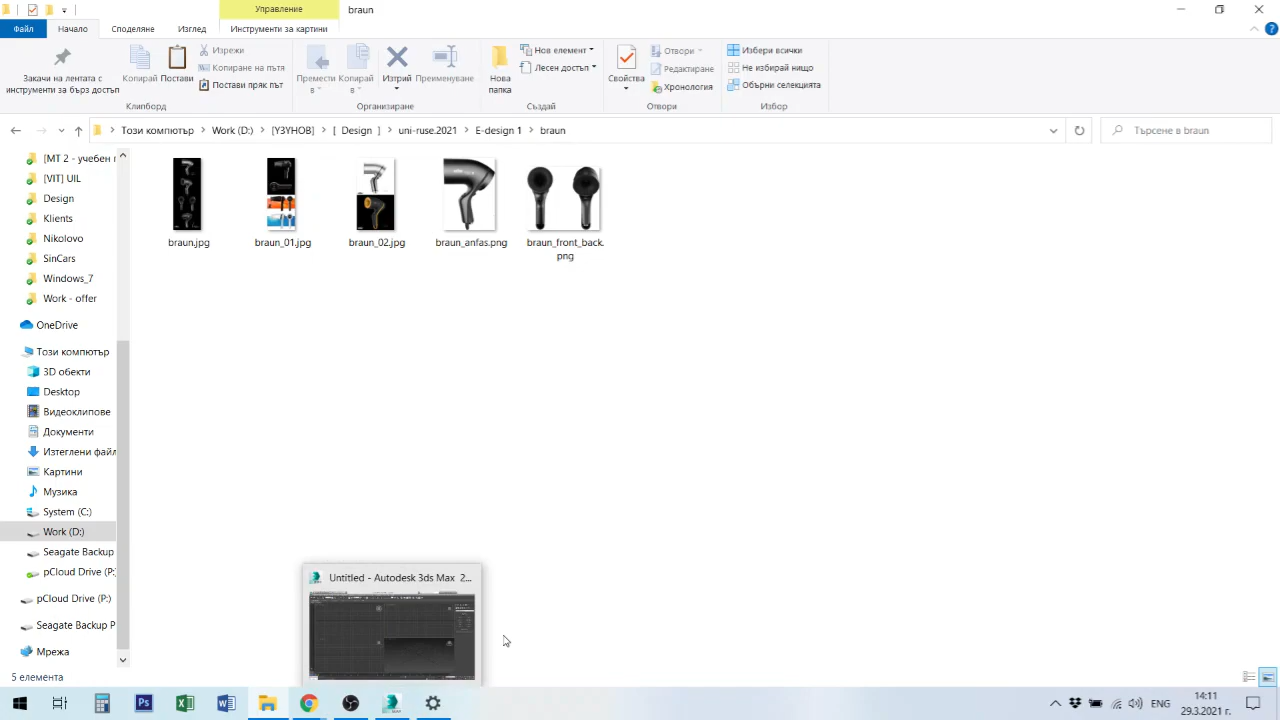 Управление
braun
Файл
Начало
Споделяне
Изглед
Инструменти за картини
Закачи на лентата с
инструменти за бърз достъп
Копирай
Постави
Изрежи
Копиране на пътя
Постави пряк път
Клипборд
Премести
в
Копирай
в
Изтрий
Преименуване
Организиране
Нова
папка
Нов елемент
Лесен достъп
Създай
Свойства
Отвори
Редактиране
Хронология
Отвори
Избери всички
Не избирай нищо
Обърни селекцията
Избор
Този компютър
Work (D:)
[УЗУНОВ]
[ Design ]
uni-ruse.2021
E-design 1
braun
Търсене в braun
[MT 2 - учебен п
[VIT] UIL
Design
Klients
Nikolovo
SinCars
Windows_7
Work - offer
OneDrive
Този компютър
3D обекти
Desktop
Видеоклипове
Документи
Изтеглени файл
Картини
Музика
System (C:)
Work (D:)
Seagate Backup
pCloud Drive (P:
pCloud Drive (P:)
Seagate Backup P
Мрежа
braun.jpg
braun_01.jpg
braun_02.jpg
braun_anfas.png
braun_front_back.
png
Untitled - Autodesk 3ds Max 2...
5 елемента
Ps
ЕНГ
14:11
29.3.2021 г.